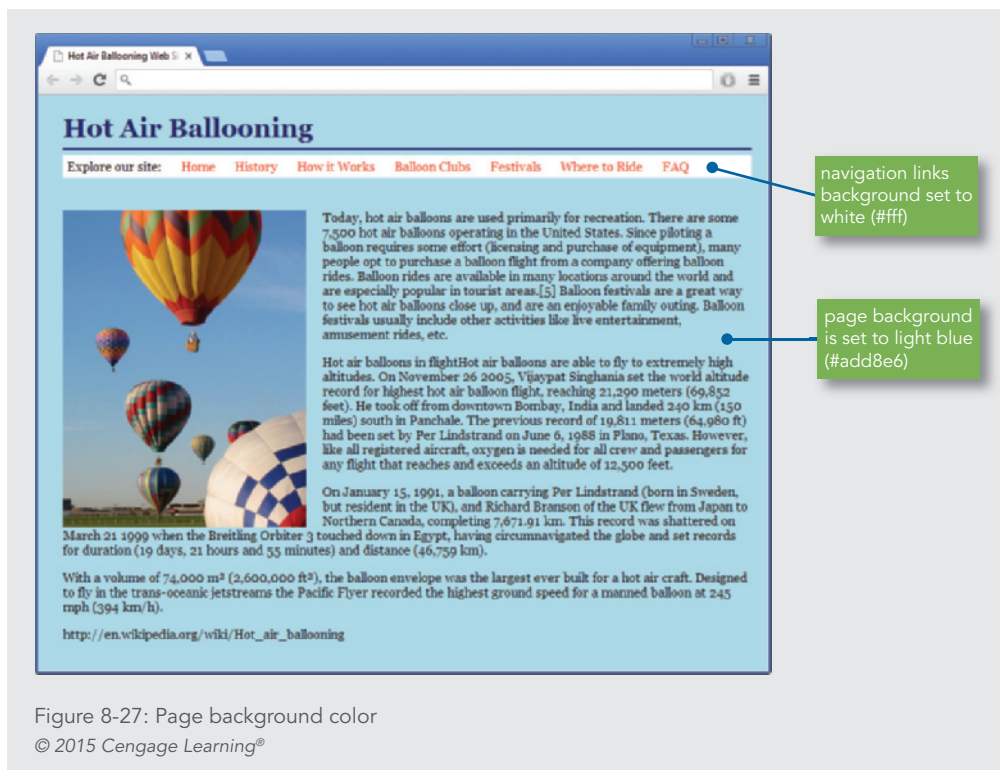 Hot Air Ballooning Web Si
Hot Air Ballooning
Explore our site: Home History How it Works Balloon Clubs Festivals Where to Ride FAQ
navigation links
background set to
white (#fff)
Today, hot air balloons are used primarily for recreation. There are some
7,500 hot air balloons operating in the United States. Since piloting a
balloon requires some effort (licensing and purchase of equipment), many
people opt to purchase a balloon flight from a company offering balloon
rides. Balloon rides are available in many locations around the world and
are especially popular in tourist areas.[5] Balloon festivals are a great way
to see hot air balloons close up, and are an enjoyable family outing. Balloon
festivals usually include other activities like live entertainment,
amusement rides, etc.
page background
is set to light blue
(#add8e6)
Hot air balloons in flightHot air balloons are able to fly to extremely high
altitudes. On November 26 2005, Vijaypat Singhania set the world altitude
record for highest hot air balloon flight, reaching 21,290 meters (69,852
feet). He took off from downtown Bombay, India and landed 240 km (150
miles) south in Panchale. The previous record of 19,811 meters (64,980 ft)
had been set by Per Lindstrand on June 6, 1988 in Plano, Texas. However,
like all registered aircraft, oxygen is needed for all crew and passengers for
any flight that reaches and exceeds an altitude of 12,500 feet.
On January 15, 1991, a balloon carrying Per Lindstrand (born in Sweden,
but resident in the UK), and Richard Branson of the UK flew from Japan to
Northern Canada, completing 7,671.91 km. This record was shattered on
March 21 1999 when the Breitling Orbiter 3 touched down in Egypt, having circumnavigated the globe and set records
for duration (19 days, 21 hours and 55 minutes) and distance (46,759 km).
With a volume of 74,000 m³ (2,600,000 ft³), the balloon envelope was the largest ever built for a hot air craft. Designed
to fly in the trans-oceanic jetstreams the Pacific Flyer recorded the highest ground speed for a manned balloon at 245
mph (394 km/h).
http://en.wikipedia.org/wiki/Hot_air_ballooning
Figure 8-27: Page background color
© 2015 Cengage Learning®